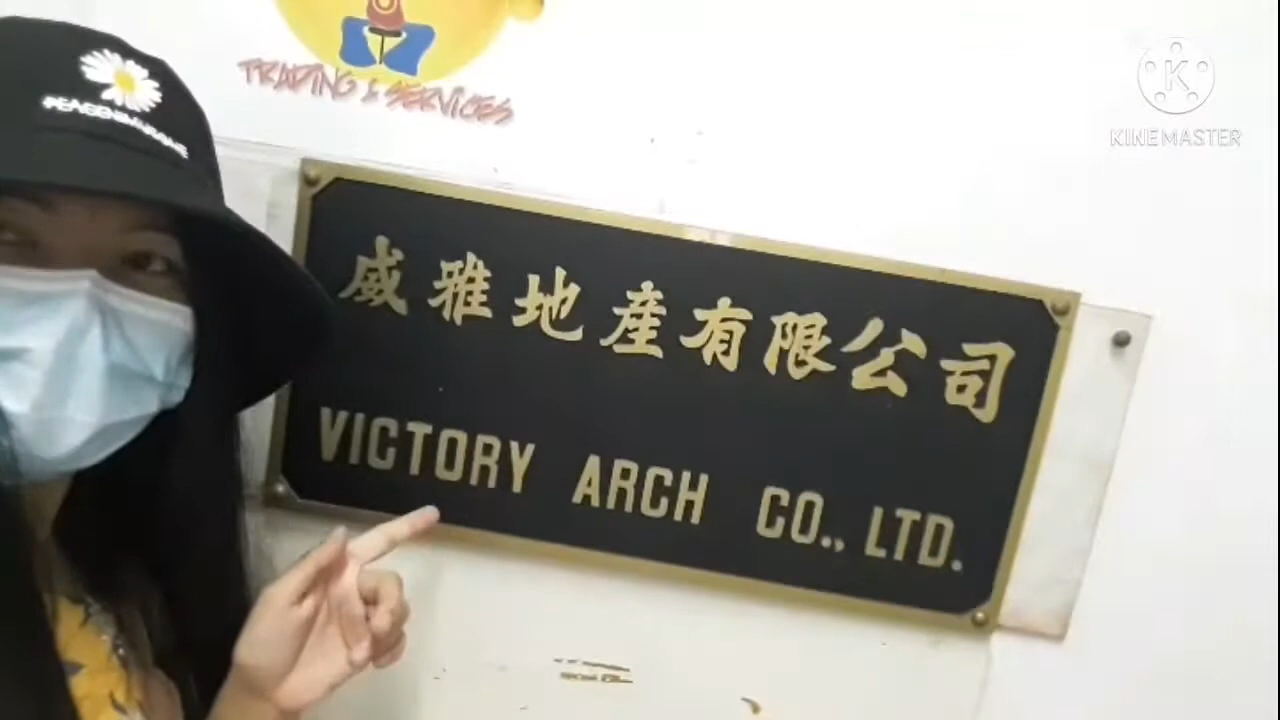 TRADING & SERVICES
KINEMASTER
威雅地產有限公司
VICTORY ARCH CO., LTD.